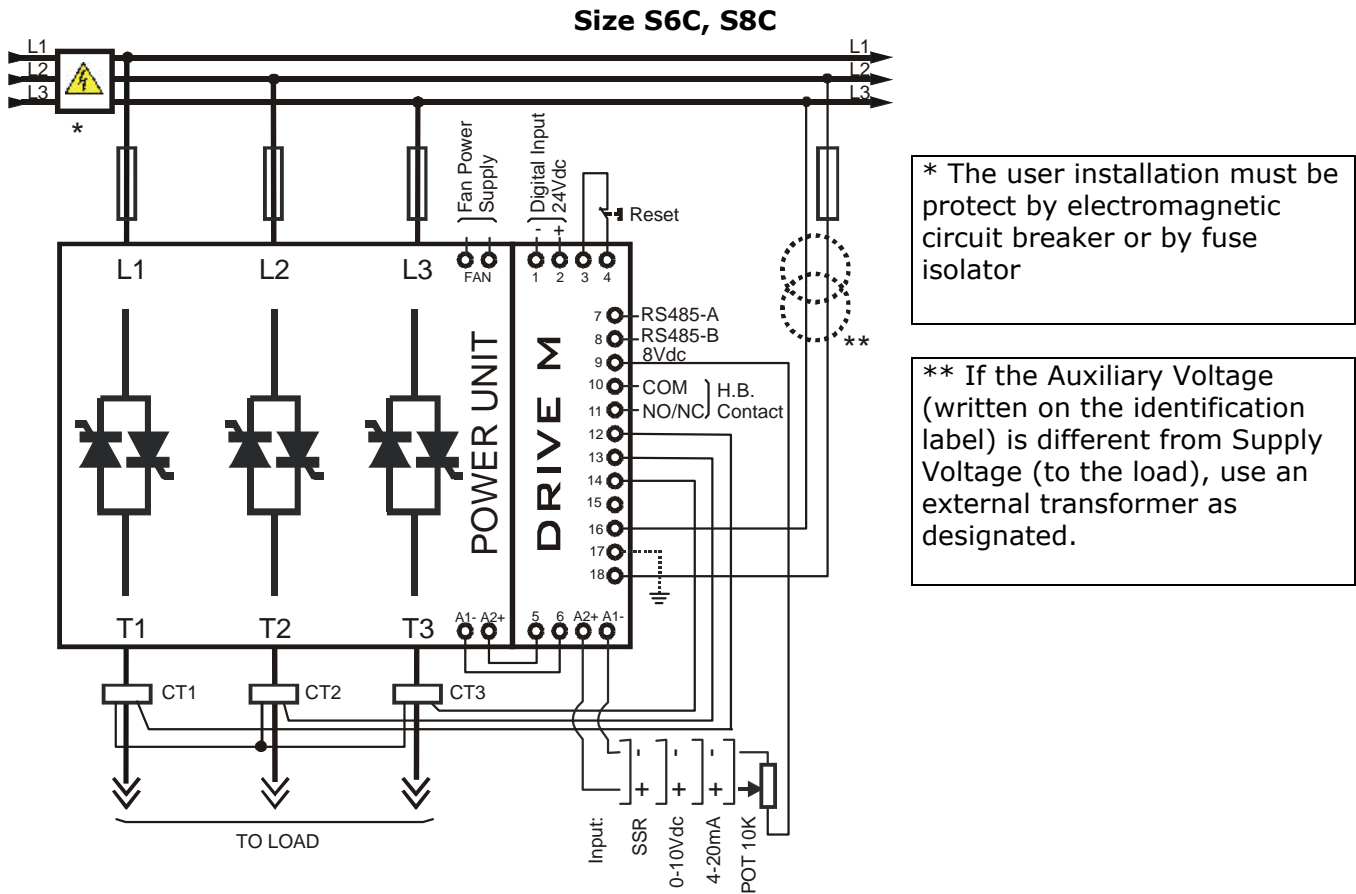 Size S6C, S8C
L1
L2
L3
L1
L2
L3
*
Fan Power
Supply
Digital Input
24Vdc
- +
Reset
L1 L2 L3
FAN
1 2 3 4
7 RS485-A
8 RS485-B
9 8Vdc
10 COM
11 NO/NC
H.B.
Contact
12
13
14
15
16
17
18
POWER UNIT
DRIVE M
**
T1 T2 T3
A1- A2+ 5 6 A2+ A1-
CT1 CT2 CT3
TO LOAD
- - -
+ + +
Input:
SSR
0-10Vdc
4-20mA
POT 10K
* The user installation must be
protect by electromagnetic
circuit breaker or by fuse
isolator
** If the Auxiliary Voltage
(written on the identification
label) is different from Supply
Voltage (to the load), use an
external transformer as
designated.